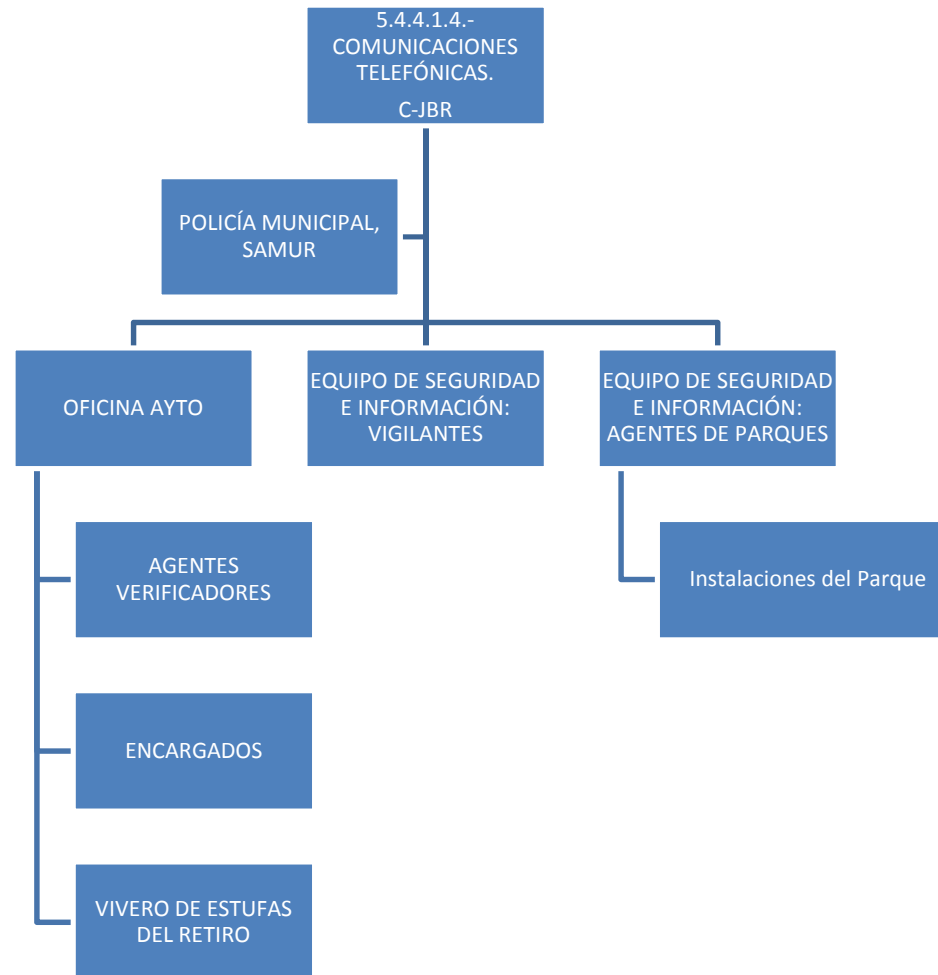 5.4.4.1.4.-
COMUNICACIONES
TELEFÓNICAS.
C-JBR
POLICÍA MUNICIPAL,
SAMUR
OFICINA AYTO
EQUIPO DE SEGURIDAD
E INFORMACIÓN:
VIGILANTES
EQUIPO DE SEGURIDAD
E INFORMACIÓN:
AGENTES DE PARQUES
AGENTES
VERIFICADORES
Instalaciones del Parque
ENCARGADOS
VIVERO DE ESTUFAS
DEL RETIRO